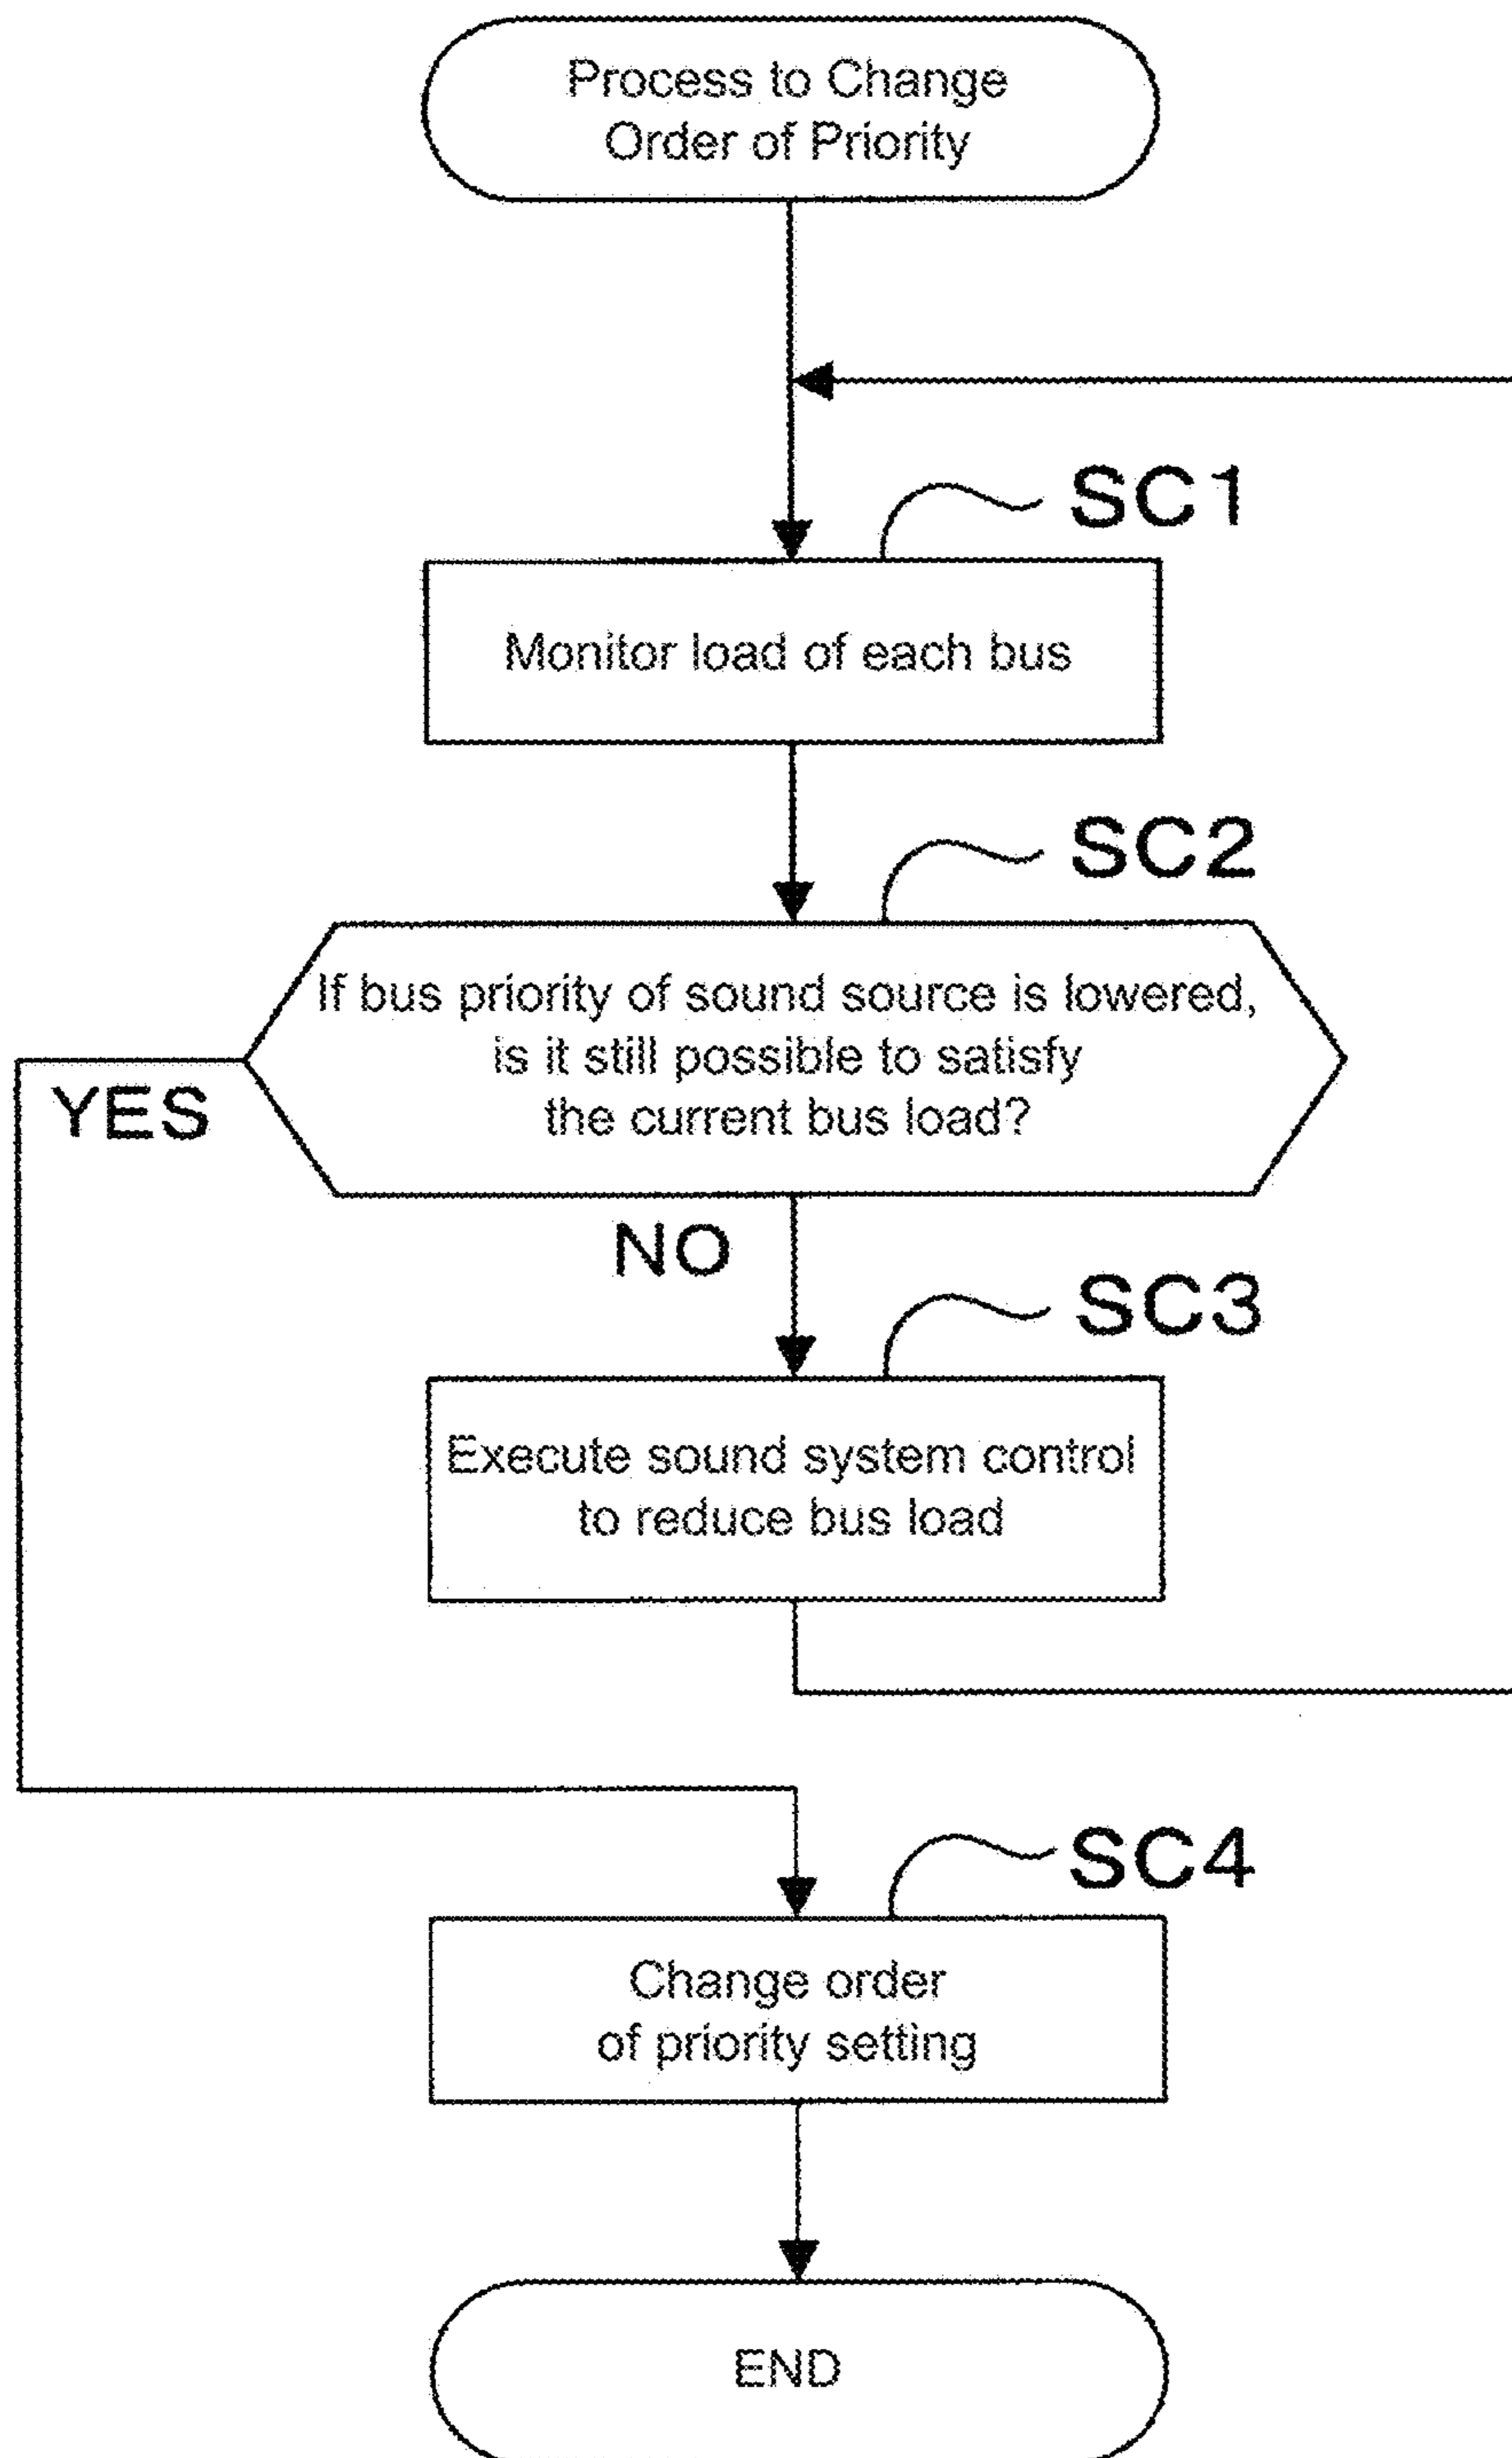 Process to Change
Order of Priority
SC1
Monitor load of each bus
SC2
If bus priority of sound source is lowered,
is it still possible to satisfy
the current bus load?
YES
NO
SC3
Execute sound system control
to reduce bus load
SC4
Change order
of priority setting
END